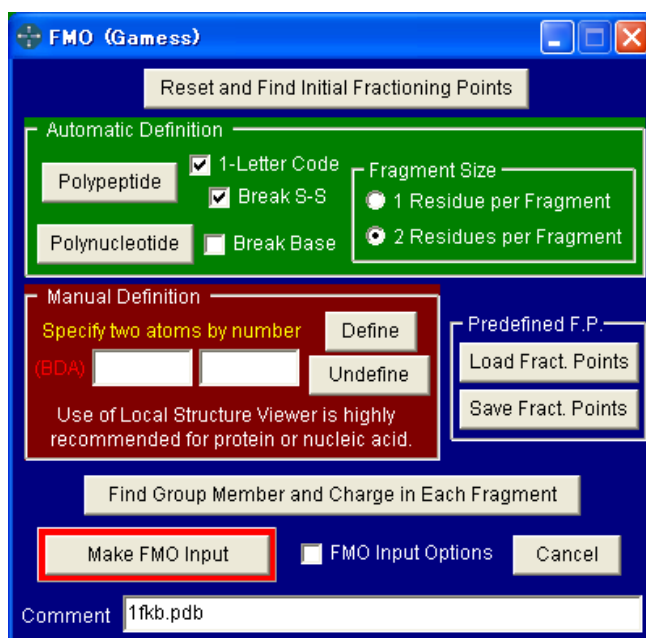 FMO (Gamess)
Reset and Find Initial Fractioning Points
Automatic Definition
Polypeptide
1-Letter Code
Break S-S
Polynucleotide
Break Base
Fragment Size
1 Residue per Fragment
2 Residues per Fragment
Manual Definition
Specify two atoms by number
Define
(BDA)
Undefine
Use of Local Structure Viewer is highly
recommended for protein or nucleic acid.
Predefined F.P.
Load Fract. Points
Save Fract. Points
Find Group Member and Charge in Each Fragment
Make FMO Input
FMO Input Options
Cancel
Comment
1fkb.pdb